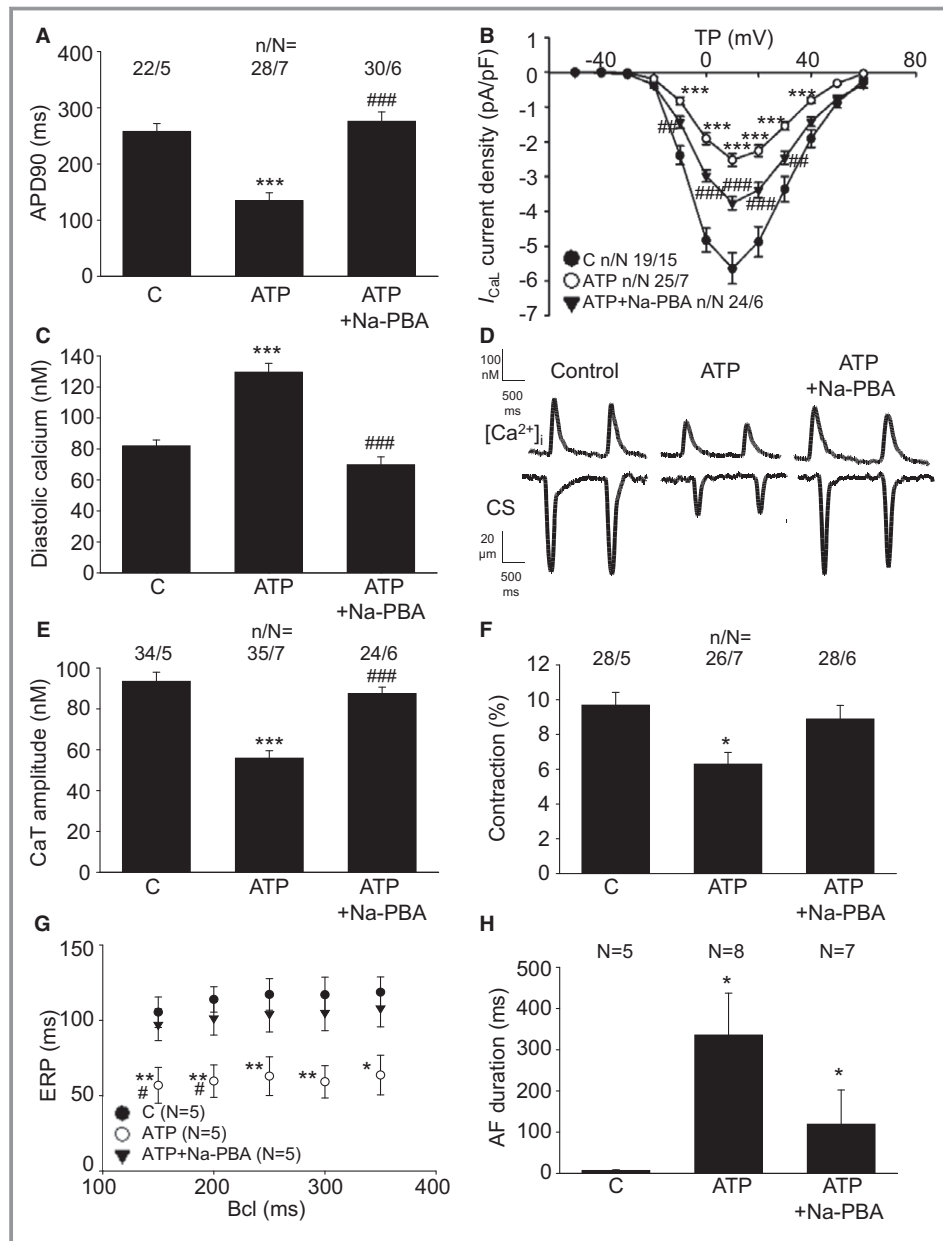 A
n/N=
22/5 28/7 30/6
400
300
200
100
0
APD90 (ms)
***
###
C ATP ATP
+Na-PBA
B
TP (mV)
-40 0 40 80
0
-1
-2
-3
-4
-5
-6
-7
ICaL current density (pA/pF)
***
***
***
***
***
***
##
###
###
###
##
C n/N 19/15
ATP n/N 25/7
ATP+Na-PBA n/N 24/6
C
140
120
100
80
60
40
20
0
Diastolic calcium (nM)
***
###
C ATP ATP
+Na-PBA
D
100
nM
500
ms
Control ATP ATP
+Na-PBA
[Ca2+]i
CS
20
µm
500
ms
E
n/N=
34/5 35/7 24/6
100
80
60
40
20
0
CaT amplitude (nM)
***
###
C ATP ATP
+Na-PBA
F
n/N=
28/5 26/7 28/6
12
10
8
6
4
2
0
Contraction (%)
*
C ATP ATP
+Na-PBA
G
150
100
50
0
ERP (ms)
** ** ** ** *
# #
C (N=5)
ATP (N=5)
ATP+Na-PBA (N=5)
100 200 300 400
Bcl (ms)
H
N=5 N=8 N=7
500
400
300
200
100
0
AF duration (ms)
*
*
C ATP ATP
+Na-PBA